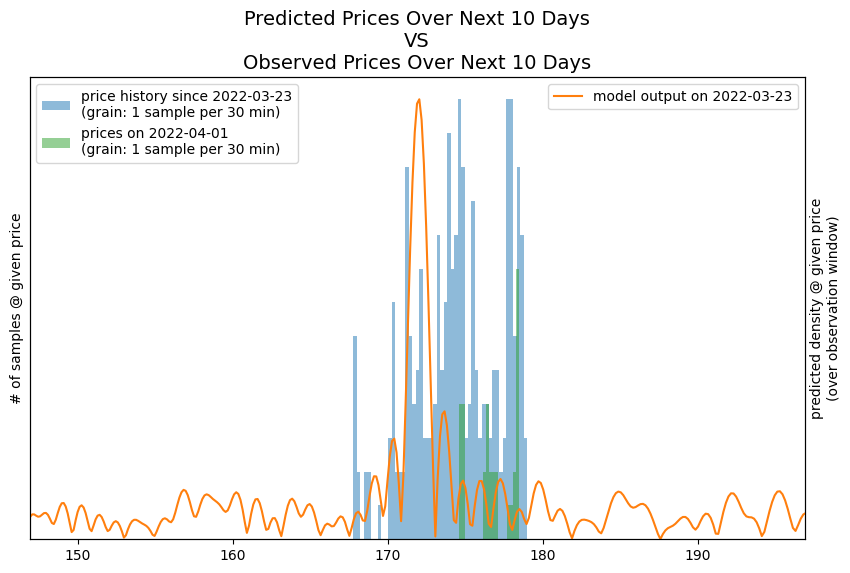 Predicted Prices Over Next 10 Days
VS
Observed Prices Over Next 10 Days
price history since 2022-03-23
(grain: 1 sample per 30 min)
prices on 2022-04-01
(grain: 1 sample per 30 min)
model output on 2022-03-23
# of samples @ given price
predicted density @ given price
(over observation window)
150
160
170
180
190